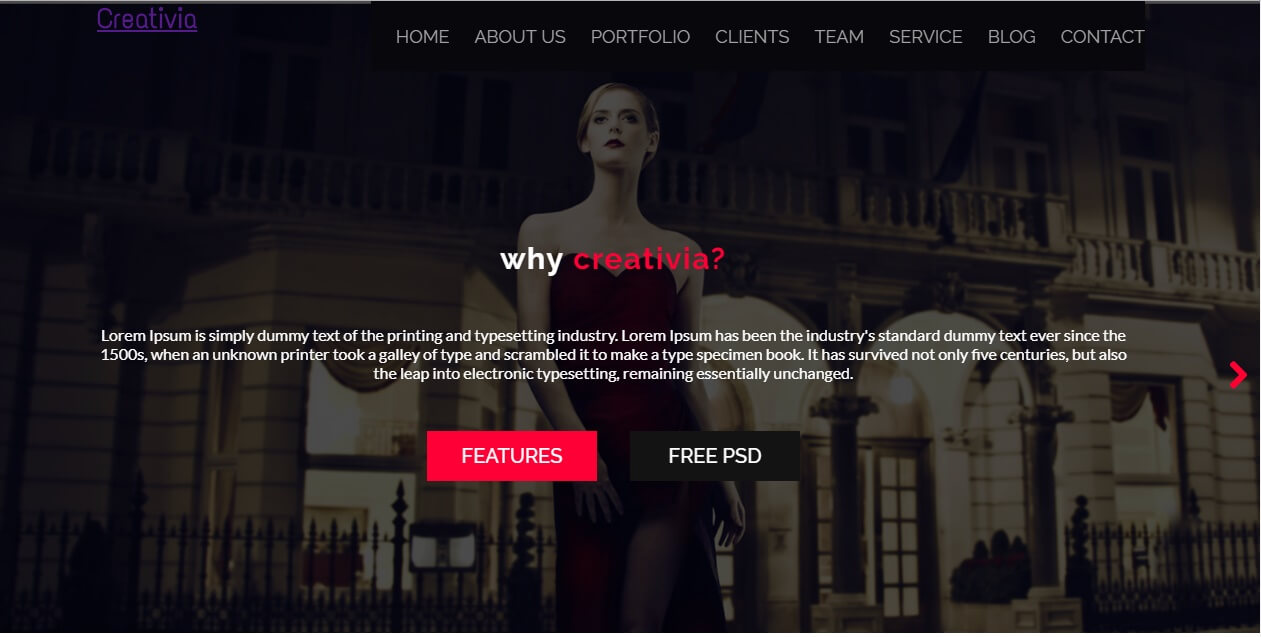 Creativia
HOME ABOUT US PORTFOLIO CLIENTS TEAM SERVICE BLOG CONTACT
why creativia?
Lorem Ipsum is simply dummy text of the printing and typesetting industry. Lorem Ipsum has been the industry's standard dummy text ever since the
1500s, when an unknown printer took a galley of type and scrambled it to make a type specimen book. It has survived not only five centuries, but also
the leap into electronic typesetting, remaining essentially unchanged.
FEATURES FREE PSD